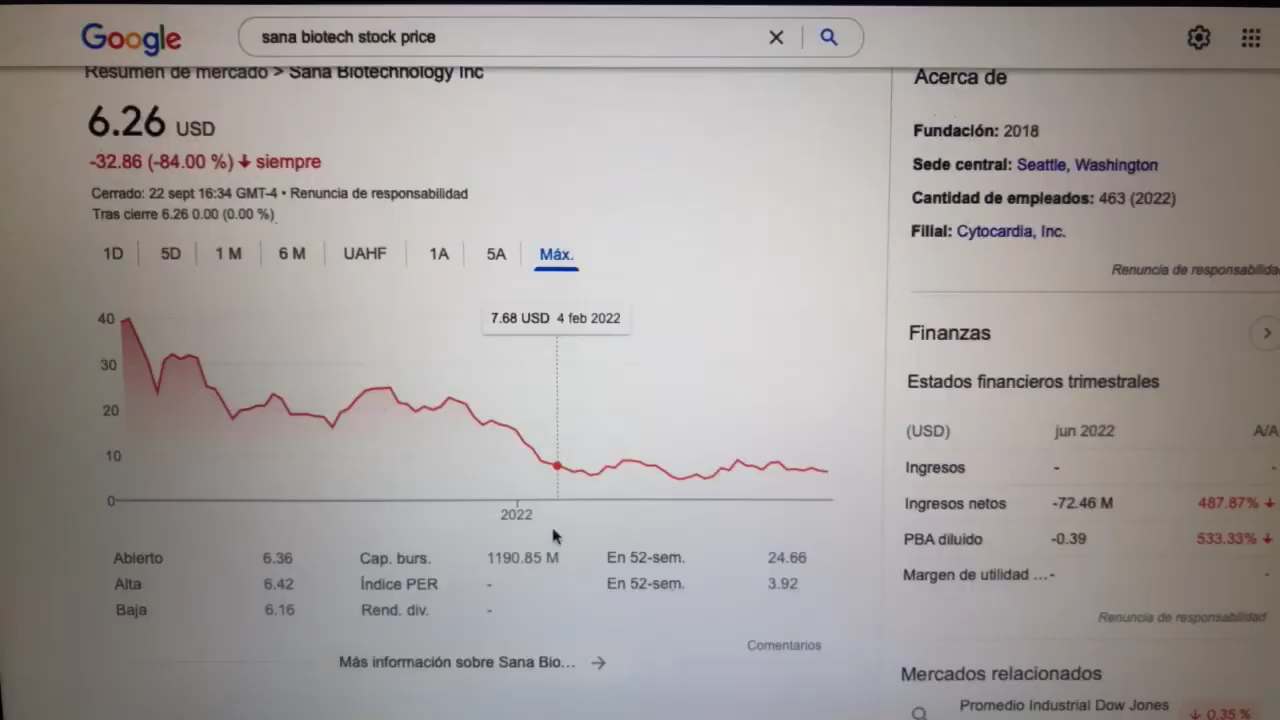 Google
sana biotech stock price
Resumen de mercado > Sana Biotechnology Inc
6.26 USD
-32.86 (-84.00 %) ↓ siempre
Cerrado: 22 sept 16:34 GMT-4 • Renuncia de responsabilidad
Tras cierre 6.26 0.00 (0.00 %)
1D 5D 1 M 6 M UAHF 1A 5A Máx.
7.68 USD 4 feb 2022
40
30
20
10
0
2022
Abierto 6.36 Cap. burs. 1190.85 M En 52-sem. 24.66
Alta 6.42 Índice PER - En 52-sem. 3.92
Baja 6.16 Rend. div. -
Comentarios
Más información sobre Sana Bio... →
Acerca de
Fundación: 2018
Sede central: Seattle, Washington
Cantidad de empleados: 463 (2022)
Filial: Cytocardia, Inc.
Renuncia de responsabilida
Finanzas
Estados financieros trimestrales
(USD) jun 2022 A/A
Ingresos - -
Ingresos netos -72.46 M 487.87% ↓
PBA diluido -0.39 533.33% ↓
Margen de utilidad ... - -
Renuncia de responsabilidad
Mercados relacionados
Promedio Industrial Dow Jones ↓ 0.35 %